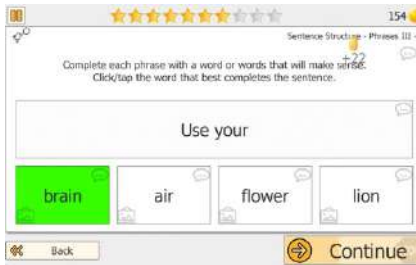 154
Sentence Structure - Phrases III -
+22
Complete each phrase with a word or words that will make sense.
Click/tap the word that best completes the sentence.
Use your
brain
air
flower
lion
Back
Continue